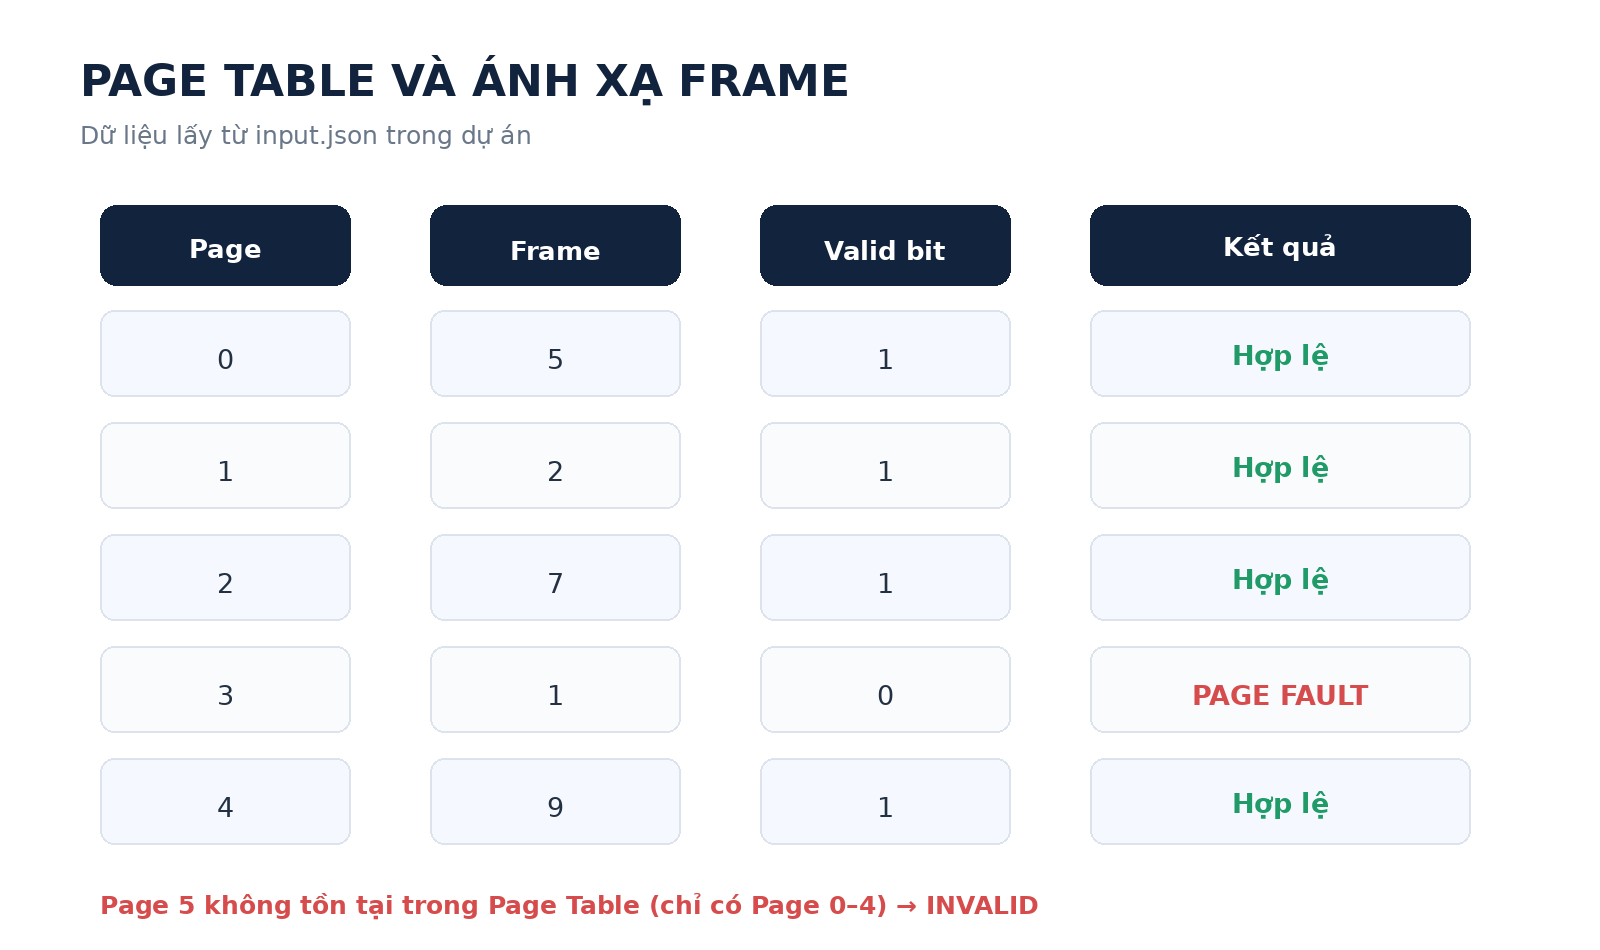 PAGE TABLE VÀ ÁNH XẠ FRAME
Dữ liệu lấy từ input.json trong dự án
Page Frame Valid bit Kết quả
0 5 1 Hợp lệ
1 2 1 Hợp lệ
2 7 1 Hợp lệ
3 1 0 PAGE FAULT
4 9 1 Hợp lệ
Page 5 không tồn tại trong Page Table (chỉ có Page 0–4) → INVALID